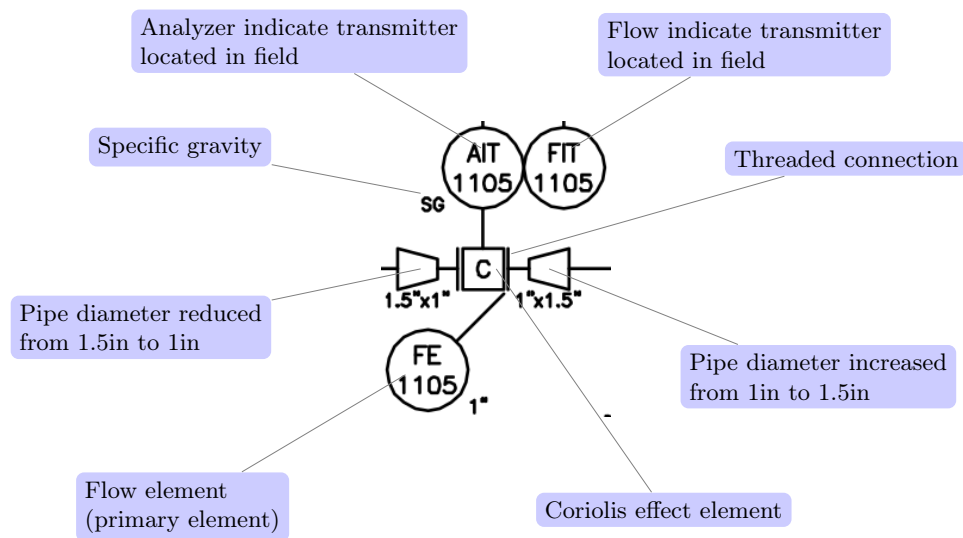 Analyzer indicate transmitter
located in field
Flow indicate transmitter
located in field
Specific gravity
Threaded connection
AIT
1105
FIT
1105
SG
C
1.5"x1"
1"x1.5"
Pipe diameter reduced
from 1.5in to 1in
FE
1105
1"
Pipe diameter increased
from 1in to 1.5in
Flow element
(primary element)
Coriolis effect element